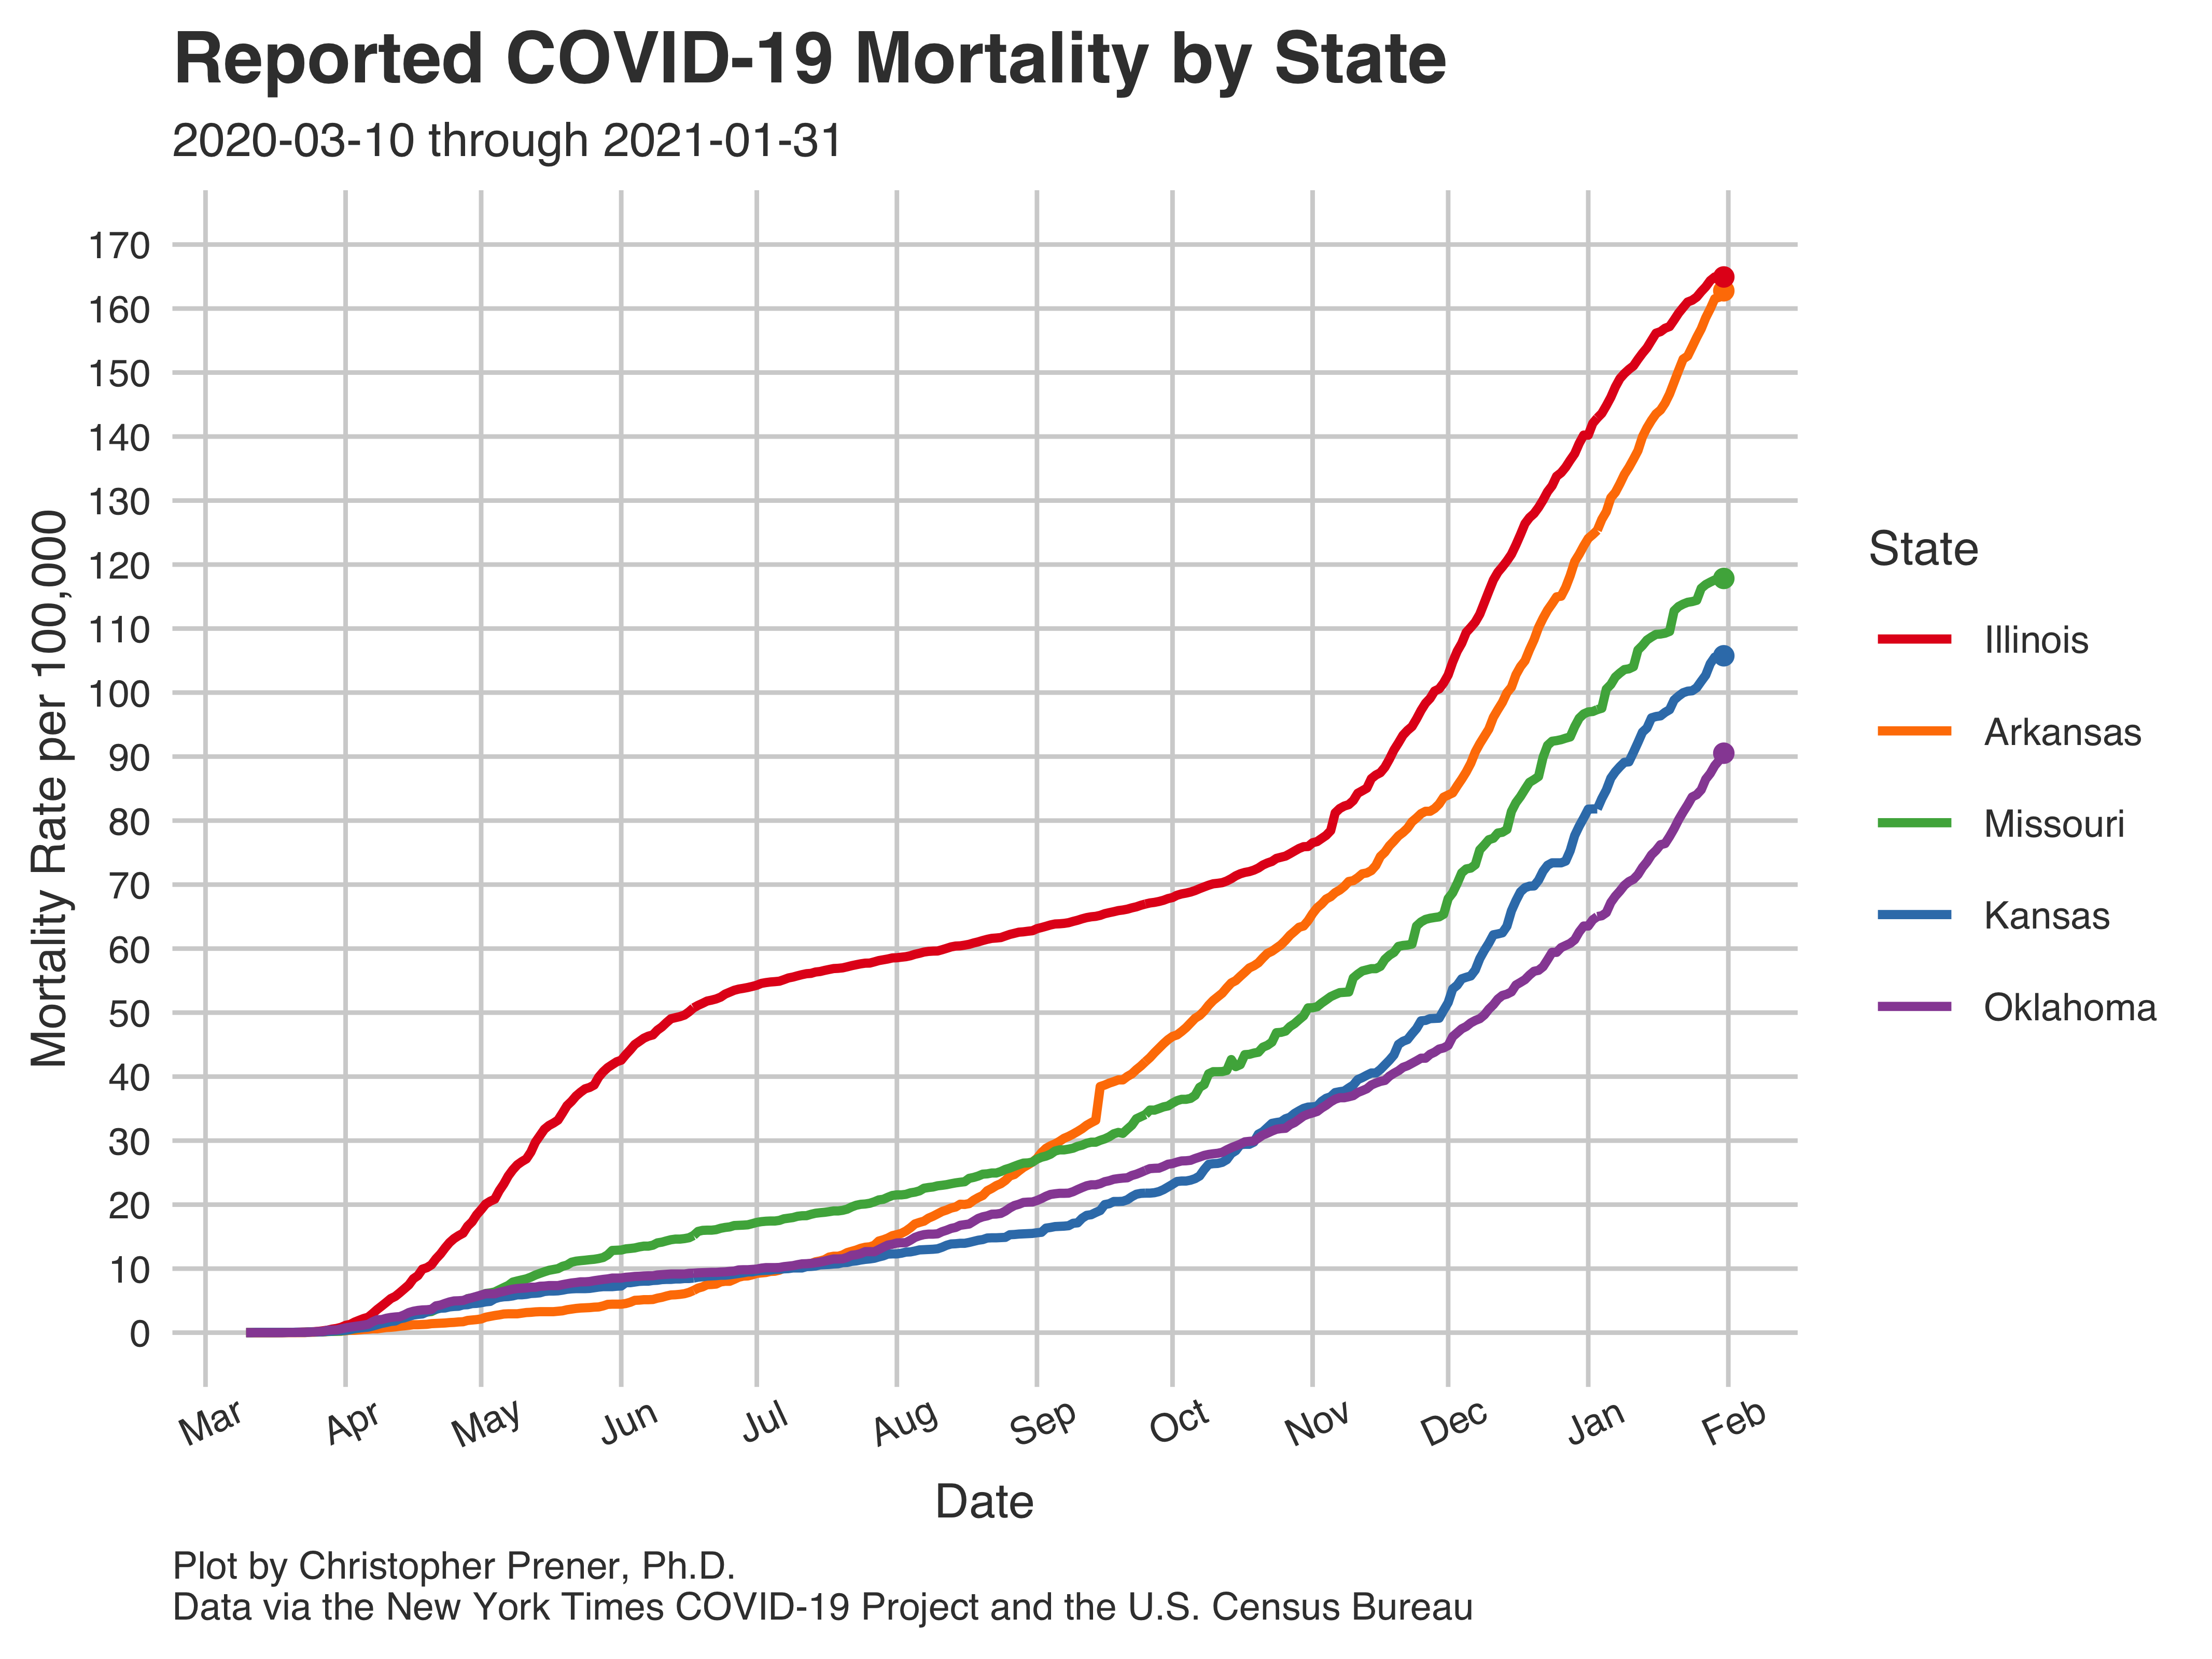 Reported COVID-19 Mortality by State
2020-03-10 through 2021-01-31
Mortality Rate per 100,000
170
160
150
140
130
120
110
100
90
80
70
60
50
40
30
20
10
0
Mar
Apr
May
Jun
Jul
Aug
Sep
Oct
Nov
Dec
Jan
Feb
Date
State
Illinois
Arkansas
Missouri
Kansas
Oklahoma
Plot by Christopher Prener, Ph.D.
Data via the New York Times COVID-19 Project and the U.S. Census Bureau